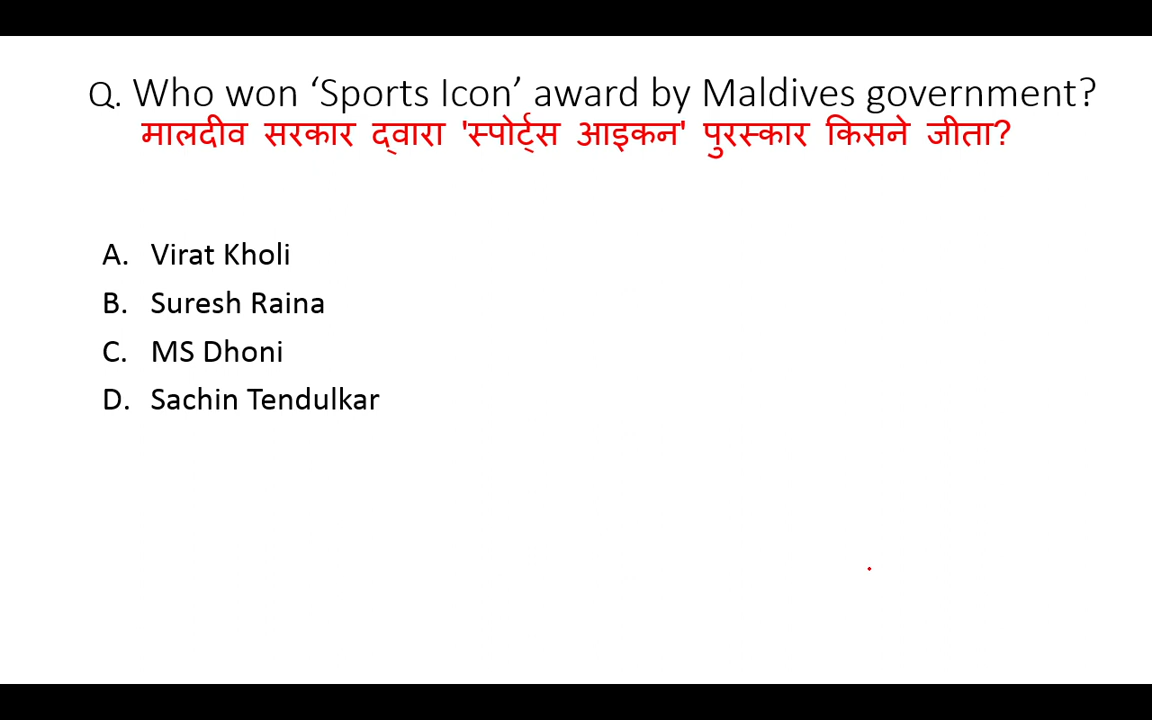 Q. Who won ‘Sports Icon’ award by Maldives government?
मालदीव सरकार द्वारा 'स्पोर्ट्स आइकन' पुरस्कार किसने जीता?
A. Virat Kholi
B. Suresh Raina
C. MS Dhoni
D. Sachin Tendulkar